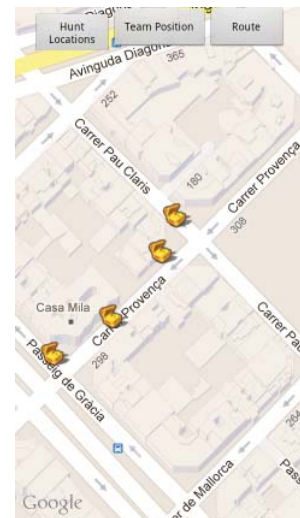 Hunt
Locations
Team Position
Route
Avinguda Diagon
365
252
Carrer Pau Claris
180
Carrer Provença
308
Casa Mila
Carrer Provença
298
Passeig de Gràcia
Carrer Pau
264
Carrer de Mallorca
Google